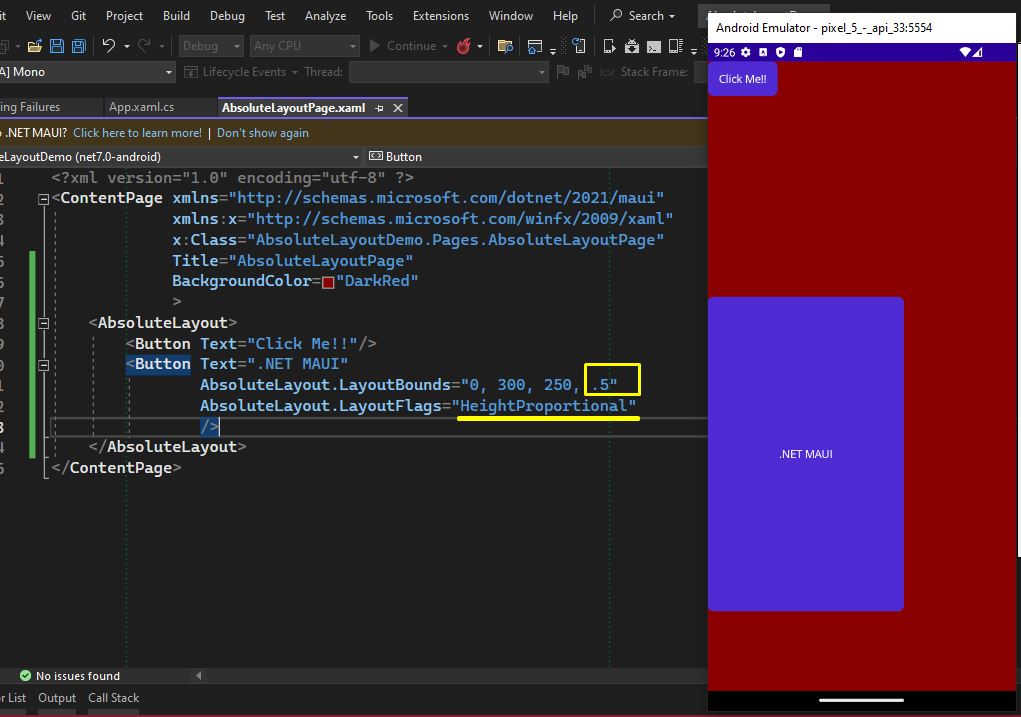 it View Git Project Build Debug Test Analyze Tools Extensions Window Help Search
Android Emulator - pixel_5_-_api_33:5554
Debug Any CPU Continue
9:26
A] Mono Lifecycle Events Thread: Stack Frame:
Click Me!!
ing Failures App.xaml.cs AbsoluteLayoutPage.xaml
.NET MAUI? Click here to learn more! | Don't show again
eLayoutDemo (net7.0-android) Button
1 <?xml version="1.0" encoding="utf-8" ?>
2 <ContentPage xmlns="http://schemas.microsoft.com/dotnet/2021/maui"
3 xmlns:x="http://schemas.microsoft.com/winfx/2009/xaml"
4 x:Class="AbsoluteLayoutDemo.Pages.AbsoluteLayoutPage"
5 Title="AbsoluteLayoutPage"
6 BackgroundColor="DarkRed"
7 >
8 <AbsoluteLayout>
9 <Button Text="Click Me!!"/>
0 <Button Text=".NET MAUI"
1 AbsoluteLayout.LayoutBounds="0, 300, 250, .5"
2 AbsoluteLayout.LayoutFlags="HeightProportional"
3 />
4 </AbsoluteLayout>
5 </ContentPage>
.NET MAUI
No issues found
r List Output Call Stack